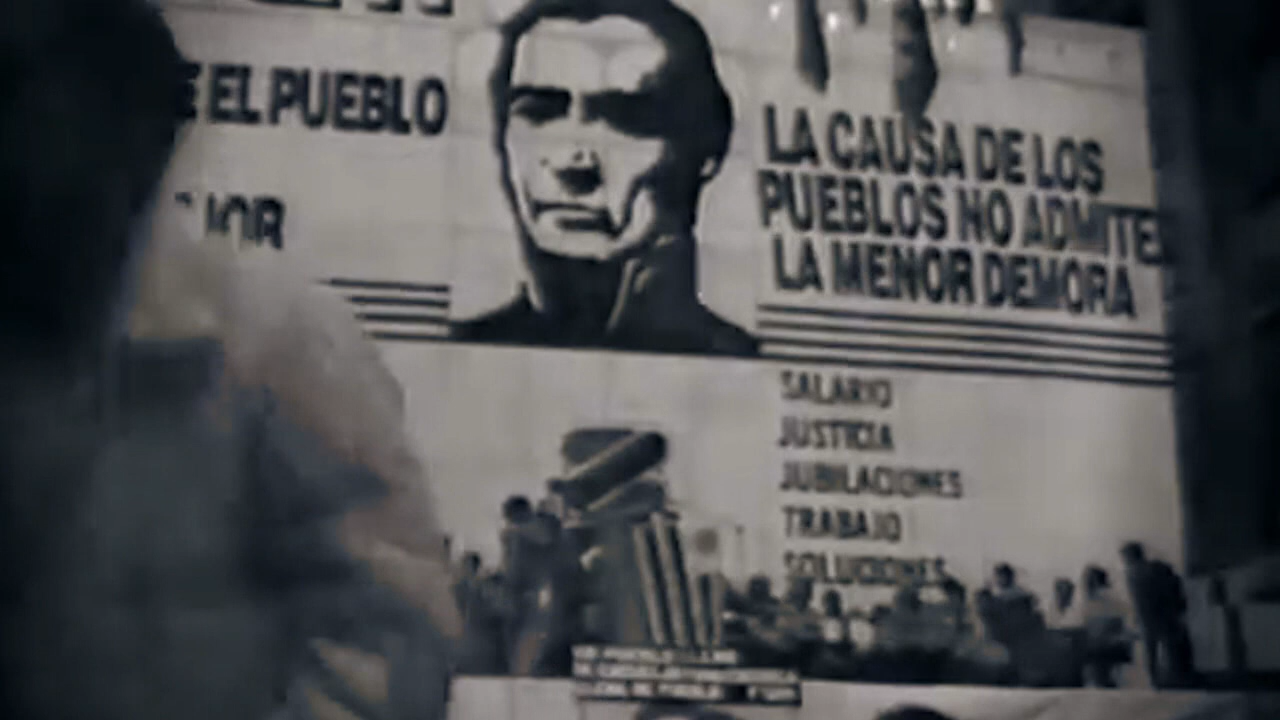 E EL PUEBLO
LA CAUSA DE LOS
PUEBLOS NO ADMITE
LA MENOR DEMORA
SALARIO
JUSTICIA
JUBILACIONES
TRABAJO
SOLUCIONES